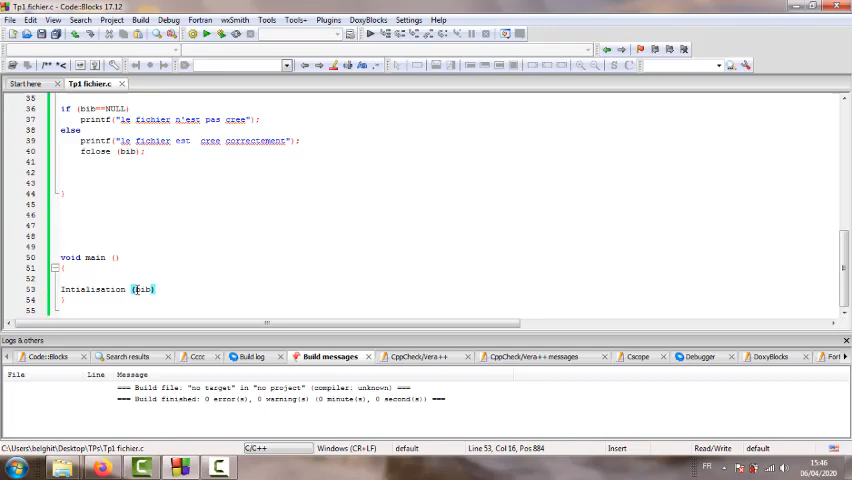 Tp1 fichier.c - Code::Blocks 17.12
File Edit View Search Project Build Debug Fortran wxSmith Tools Tools+ Plugins DoxyBlocks Settings Help
/** *<
S C
Start here Tp1 fichier.c
35
36 if (bib==NULL)
37 printf("le fichier n'est pas cree");
38 else
39 printf("le fichier est cree correctement");
40 fclose (bib);
41
42
43
44 }
45
46
47
48
49
50 void main ()
51 {
52
53 Intialisation (bib)
54 }
55
Logs & others
Code::Blocks Search results Cccc Build log Build messages CppCheck/Vera++ CppCheck/Vera++ messages Cscope Debugger DoxyBlocks Fort
File Line Message
=== Build file: "no target" in "no project" (compiler: unknown) ===
=== Build finished: 0 error(s), 0 warning(s) (0 minute(s), 0 second(s)) ===
C:\Users\belghit\Desktop\TPs\Tp1 fichier.c C/C++ Windows (CR+LF) default Line 53, Col 16, Pos 884 Insert Read/Write default
FR 15:46
06/04/2020